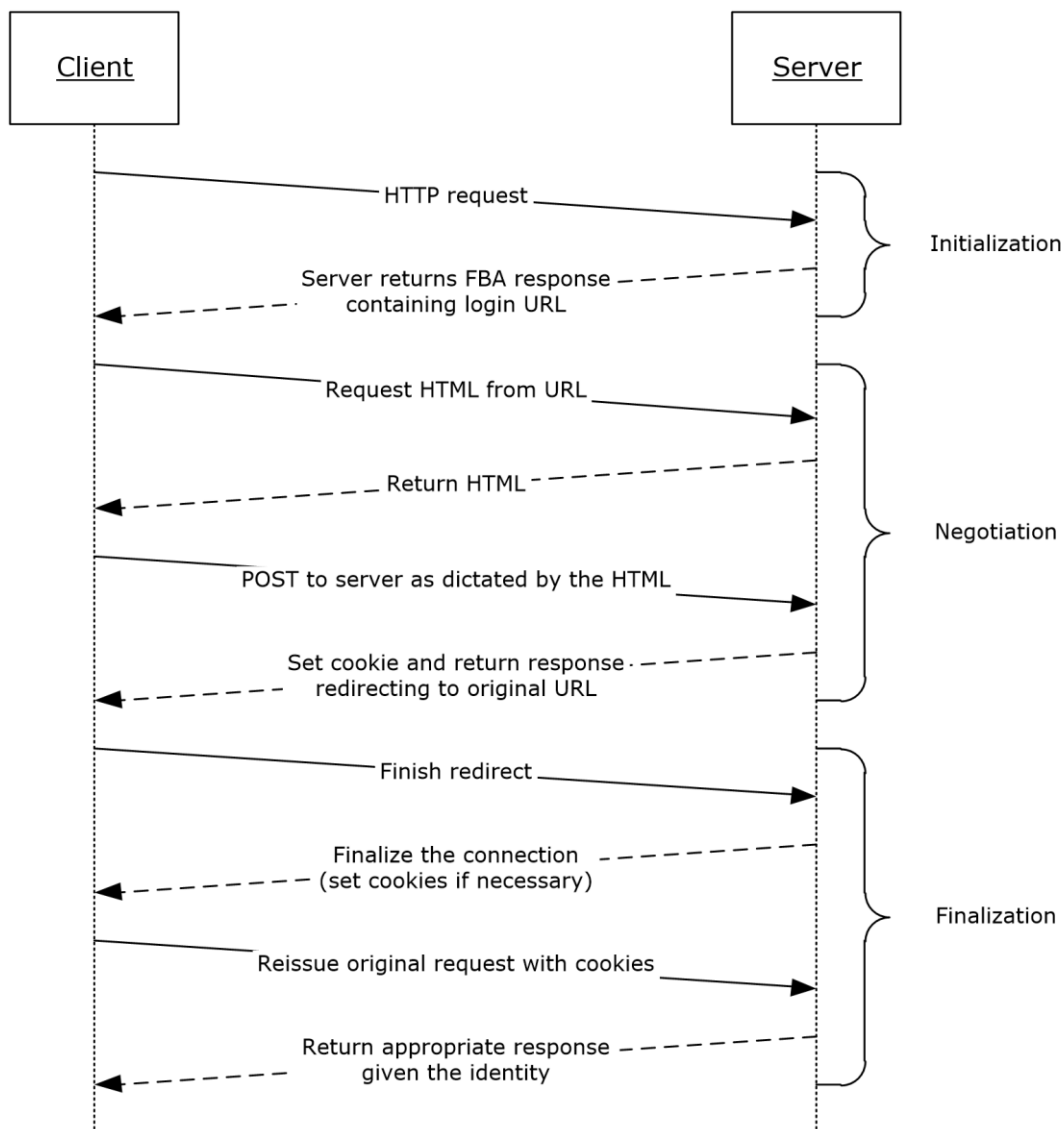 Client
Server
HTTP request
Initialization
Server returns FBA response
containing login URL
Request HTML from URL
Return HTML
Negotiation
POST to server as dictated by the HTML
Set cookie and return response
redirecting to original URL
Finish redirect
Finalize the connection
(set cookies if necessary)
Finalization
Reissue original request with cookies
Return appropriate response
given the identity